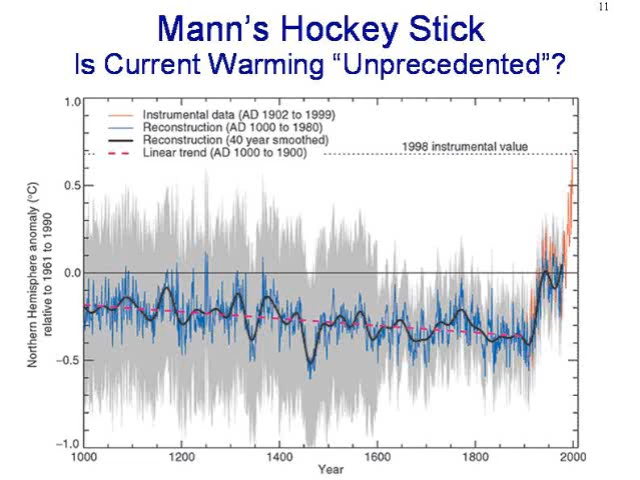 11
Mann's Hockey Stick
Is Current Warming “Unprecedented”?
Instrumental data (AD 1902 to 1999)
Reconstruction (AD 1000 to 1980)
Reconstruction (40 year smoothed)
Linear trend (AD 1000 to 1900)
1998 instrumental value
Northern Hemisphere anomaly (°C)
relative to 1961 to 1990
1.0
0.5
0.0
−0.5
−1.0
1000 1200 1400 1600 1800 2000
Year